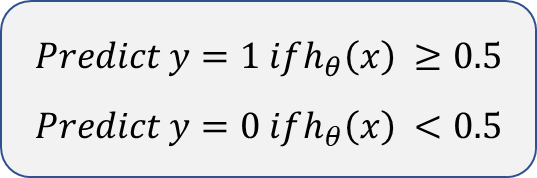 Predict y = 1 if h_θ(x) ≥ 0.5
Predict y = 0 if h_θ(x) < 0.5